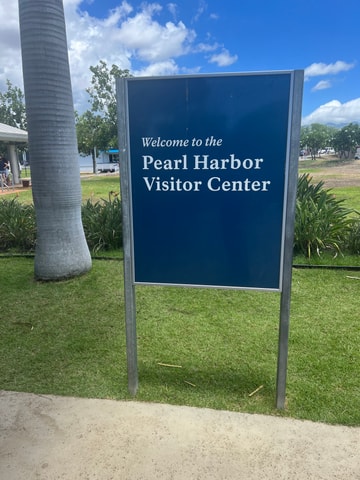 Welcome to the
Pearl Harbor
Visitor Center